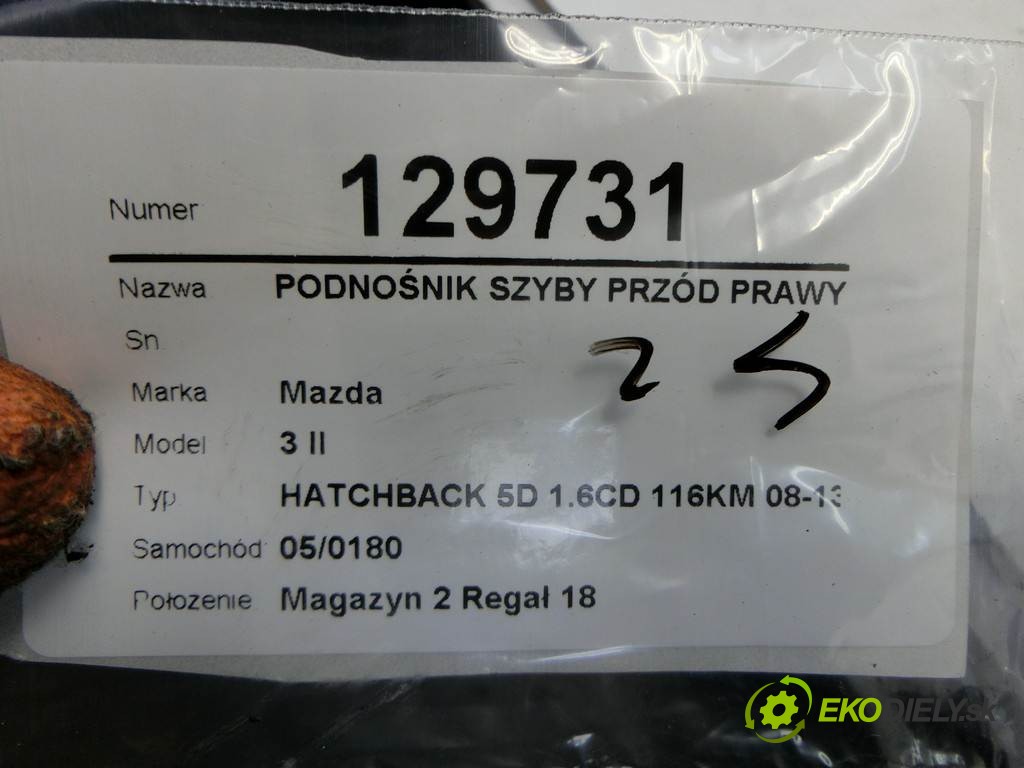 Numer 129731
Nazwa PODNOŚNIK SZYBY PRZÓD PRAWY
Sn
2 5
Marka Mazda
Model 3 II
Typ HATCHBACK 5D 1.6CD 116KM 08-13
Samochód 05/0180
Położenie Magazyn 2 Regał 18
EKODIELY.sk